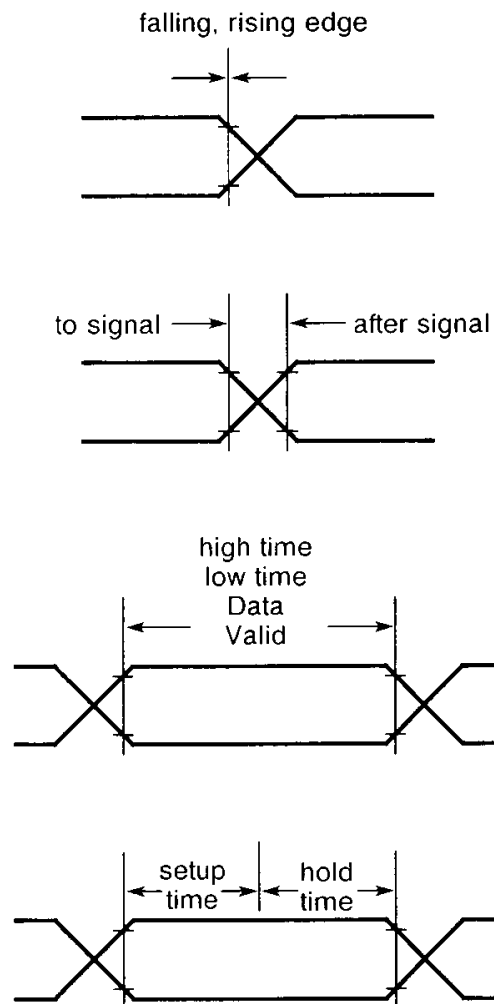 falling, rising edge
to signal
after signal
high time
low time
Data
Valid
setup
time
hold
time